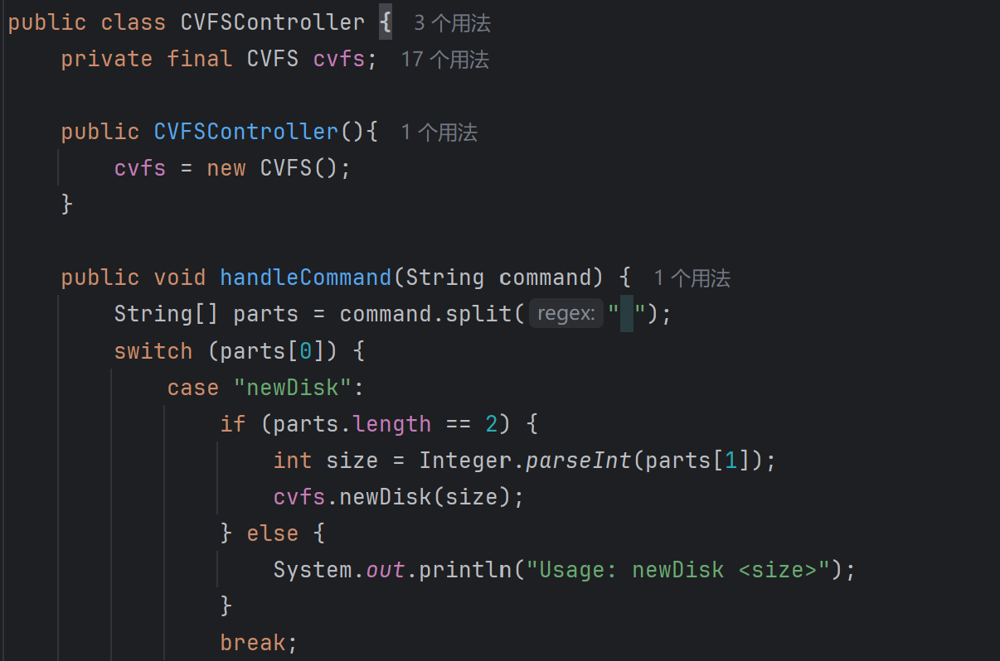 public class CVFSController { 3 个用法
    private final CVFS cvfs; 17 个用法
    public CVFSController(){ 1 个用法
        cvfs = new CVFS();
    }
    public void handleCommand(String command) { 1 个用法
        String[] parts = command.split( regex: " ");
        switch (parts[0]) {
            case "newDisk":
                if (parts.length == 2) {
                    int size = Integer.parseInt(parts[1]);
                    cvfs.newDisk(size);
                } else {
                    System.out.println("Usage: newDisk <size>");
                }
                break;